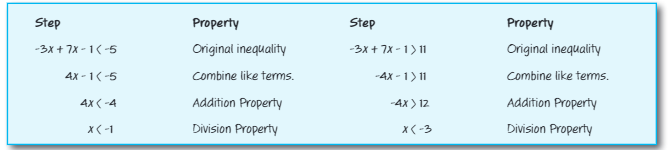 Step Property Step Property
-3x + 7x - 1 < -5 Original inequality -3x + 7x - 1 > 11 Original inequality
4x - 1 < -5 Combine like terms. -4x - 1 > 11 Combine like terms.
4x < -4 Addition Property -4x > 12 Addition Property
x < -1 Division Property x < -3 Division Property